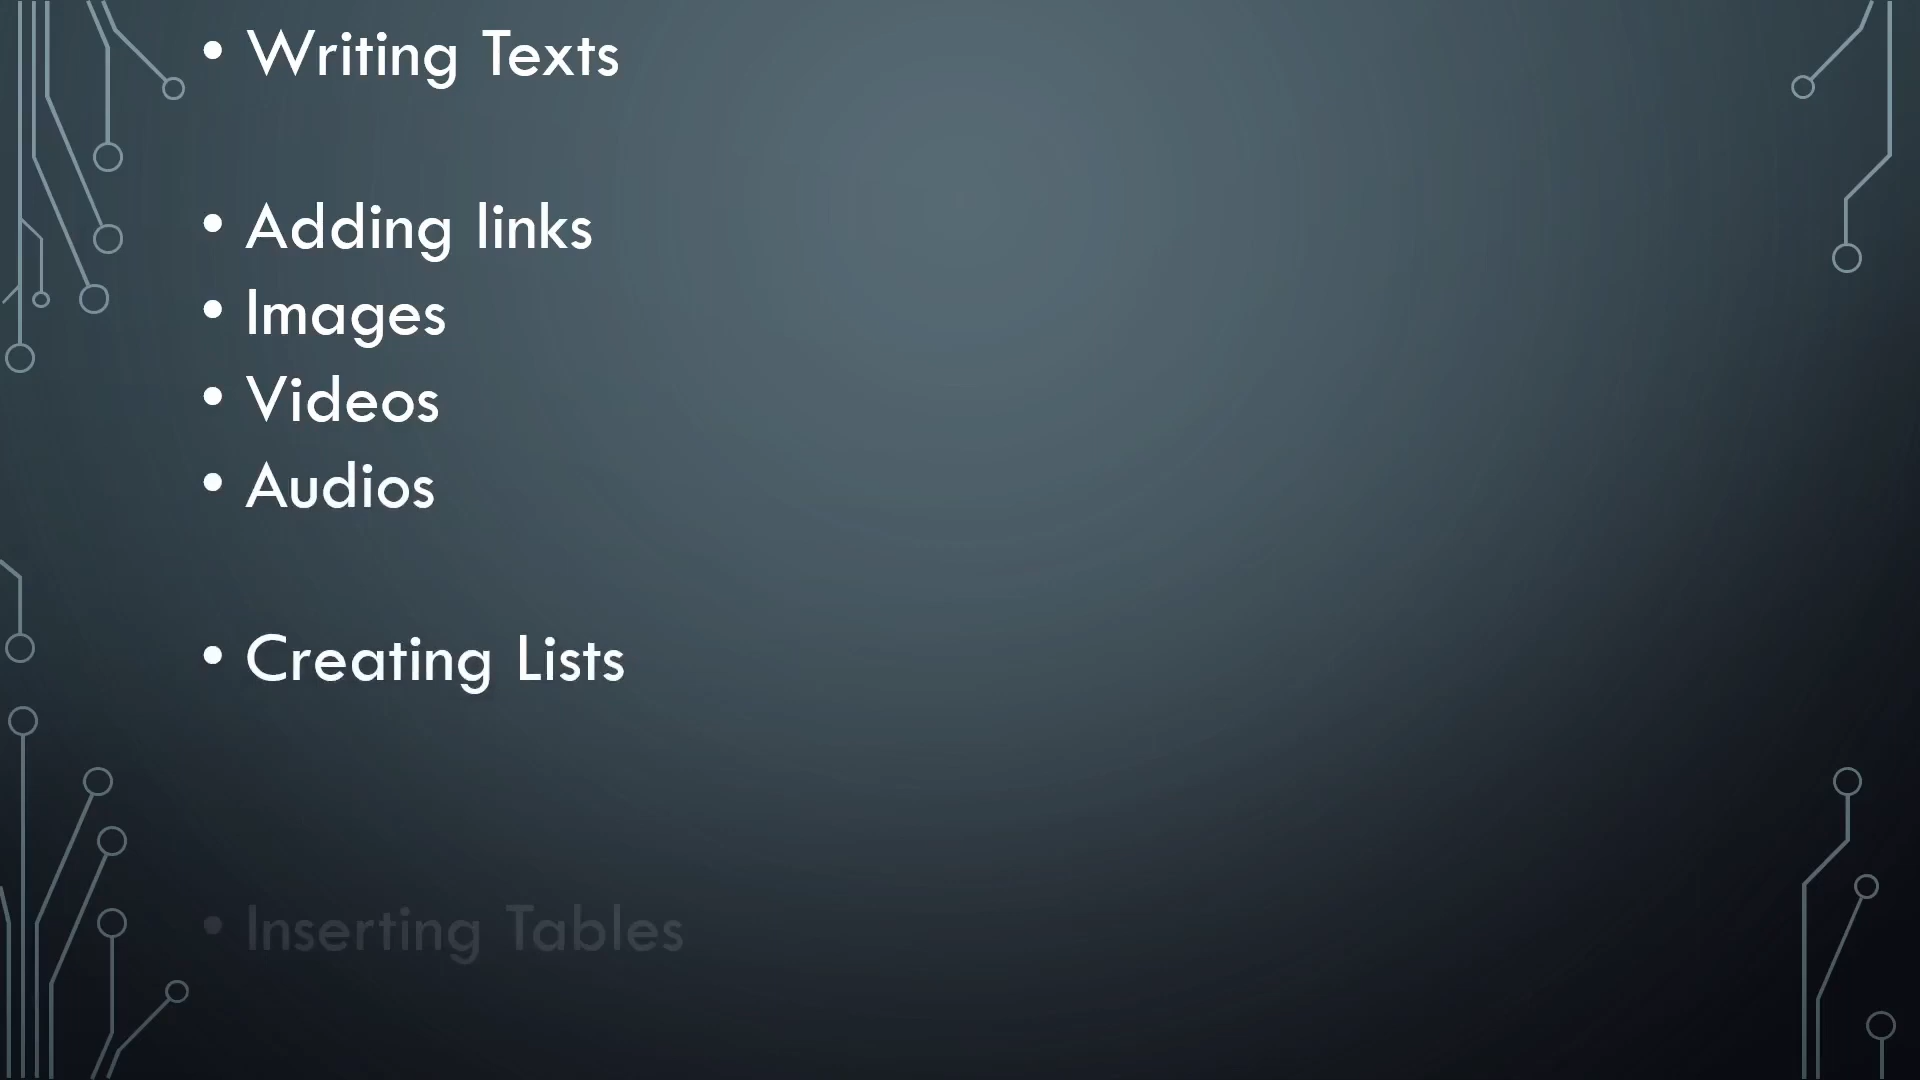 • Writing Texts
• Adding links
• Images
• Videos
• Audios
• Creating Lists
• Inserting Tables